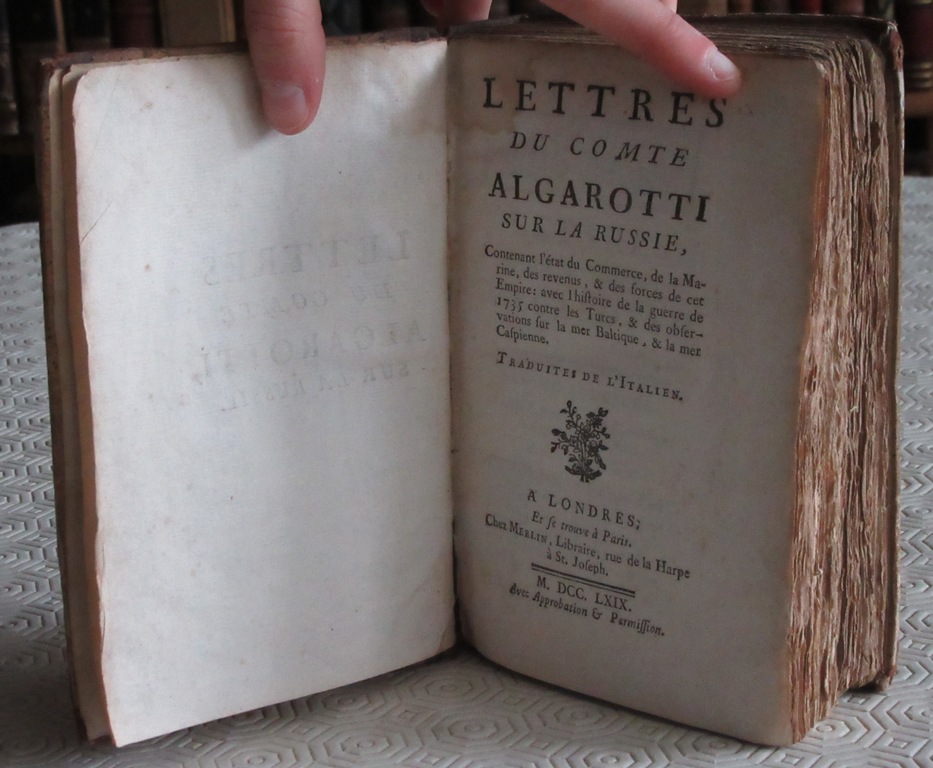 LETTRES
DU COMTE
ALGAROTTI
SUR LA RUSSIE,
Contenant l'état du Commerce, de la Ma-
rine, des revenus, & des forces de cet
Empire: avec l'histoire de la guerre de
1735 contre les Turcs, & des obser-
vations sur la mer Baltique, & la mer
Caspienne.
TRADUITES DE L'ITALIEN.
A LONDRES;
Et se trouve à Paris.
Chez MERLIN, Libraire, rue de la Harpe
à St. Joseph.
M. DCC. LXIX.
Avec Approbation & Permission.